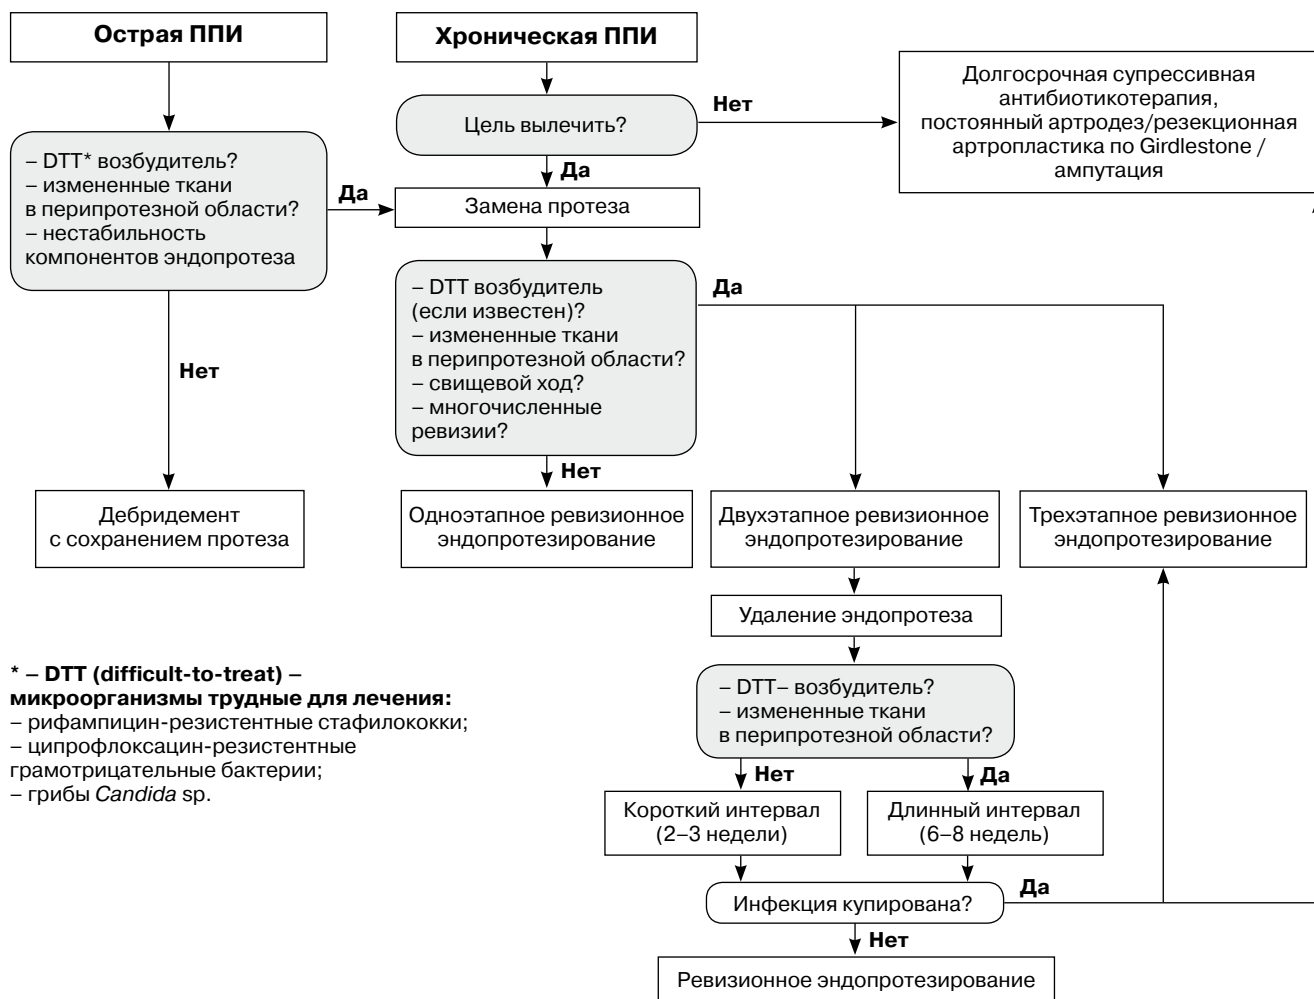 Острая ППИ
Хроническая ППИ
Долгосрочная супрессивная
антибиотикотерапия,
постоянный артродез/резекционная
артропластика по Girdlestone /
ампутация
Нет
Цель вылечить?
– DTT* возбудитель?
– измененные ткани
в перипротезной области?
– нестабильность
компонентов эндопротеза
Да
Да
Замена протеза
– DTT возбудитель
(если известен)?
– измененные ткани
в перипротезной области?
– свищевой ход?
– многочисленные
ревизии?
Да
Нет
Нет
Дебридемент
с сохранением протеза
Одноэтапное ревизионное
эндопротезирование
Двухэтапное ревизионное
эндопротезирование
Трехэтапное ревизионное
эндопротезирование
Удаление эндопротеза
* – DTT (difficult-to-treat) –
микроорганизмы трудные для лечения:
– рифампицин-резистентные стафилококки;
– ципрофлоксацин-резистентные
грамотрицательные бактерии;
– грибы Candida sp.
– DTT– возбудитель?
– измененные ткани
в перипротезной области?
Нет
Да
Короткий интервал
(2–3 недели)
Длинный интервал
(6–8 недель)
Инфекция купирована?
Да
Нет
Ревизионное эндопротезирование